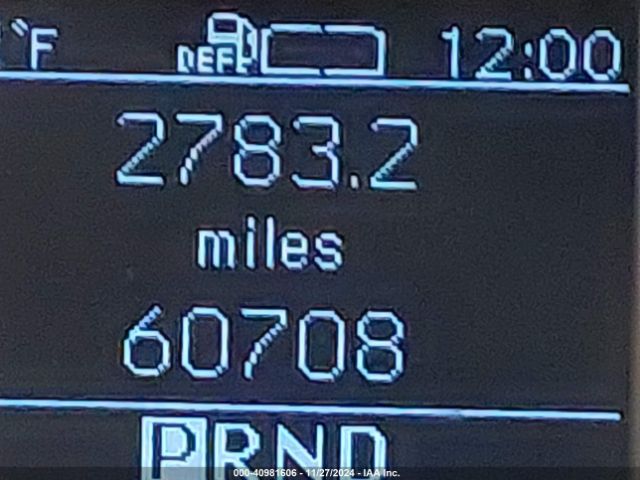 °F DEF 12:00
2783.2
miles
60708
PRND
000-40981606 - 11/27/2024 - IAA Inc.